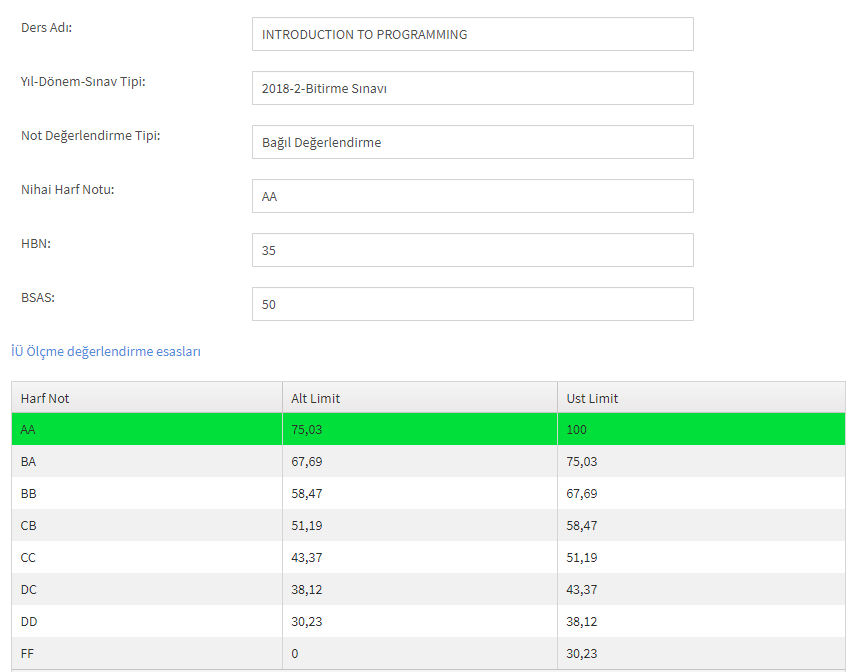 Ders Adı: INTRODUCTION TO PROGRAMMING
Yıl-Dönem-Sınav Tipi: 2018-2-Bitirme Sınavı
Not Değerlendirme Tipi: Bağıl Değerlendirme
Nihai Harf Notu: AA
HBN: 35
BSAS: 50
İÜ Ölçme değerlendirme esasları
Harf Not Alt Limit Ust Limit
AA 75,03 100
BA 67,69 75,03
BB 58,47 67,69
CB 51,19 58,47
CC 43,37 51,19
DC 38,12 43,37
DD 30,23 38,12
FF 0 30,23